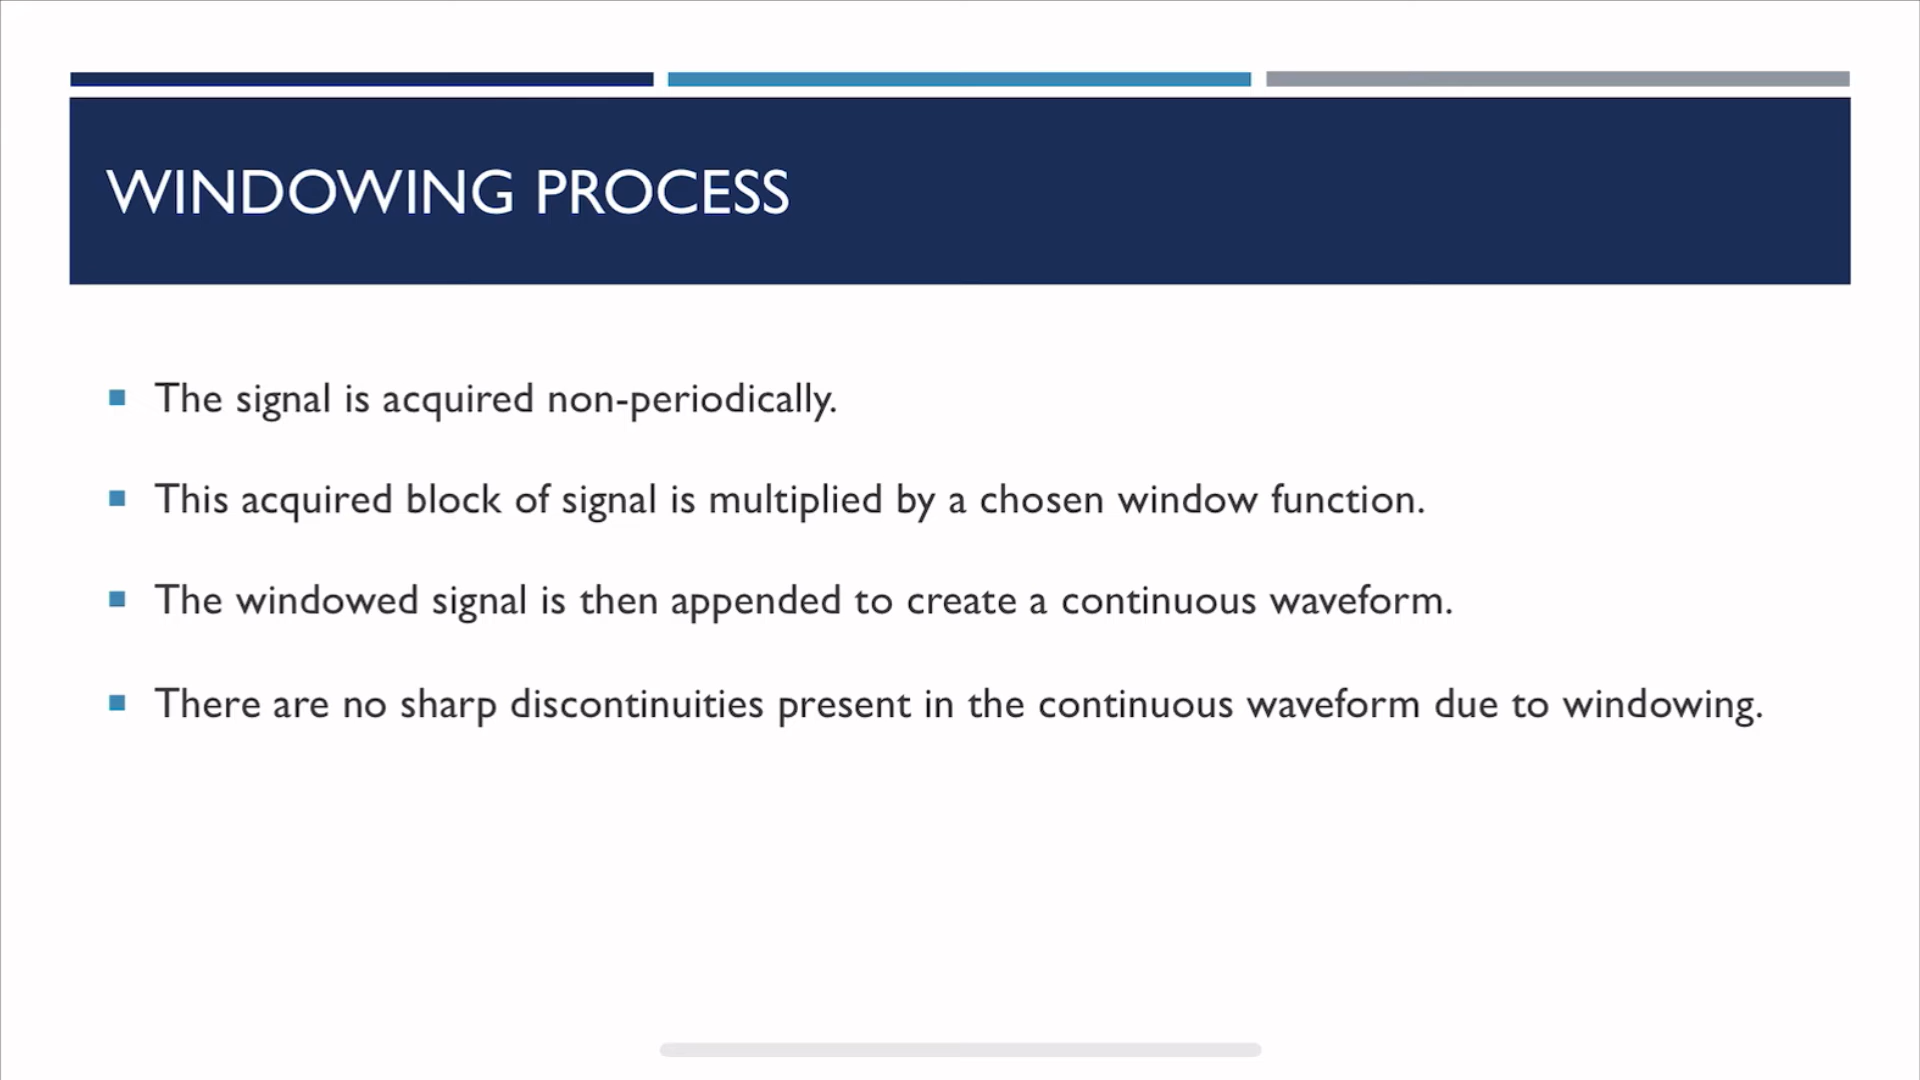 WINDOWING PROCESS
The signal is acquired non-periodically.
This acquired block of signal is multiplied by a chosen window function.
The windowed signal is then appended to create a continuous waveform.
There are no sharp discontinuities present in the continuous waveform due to windowing.